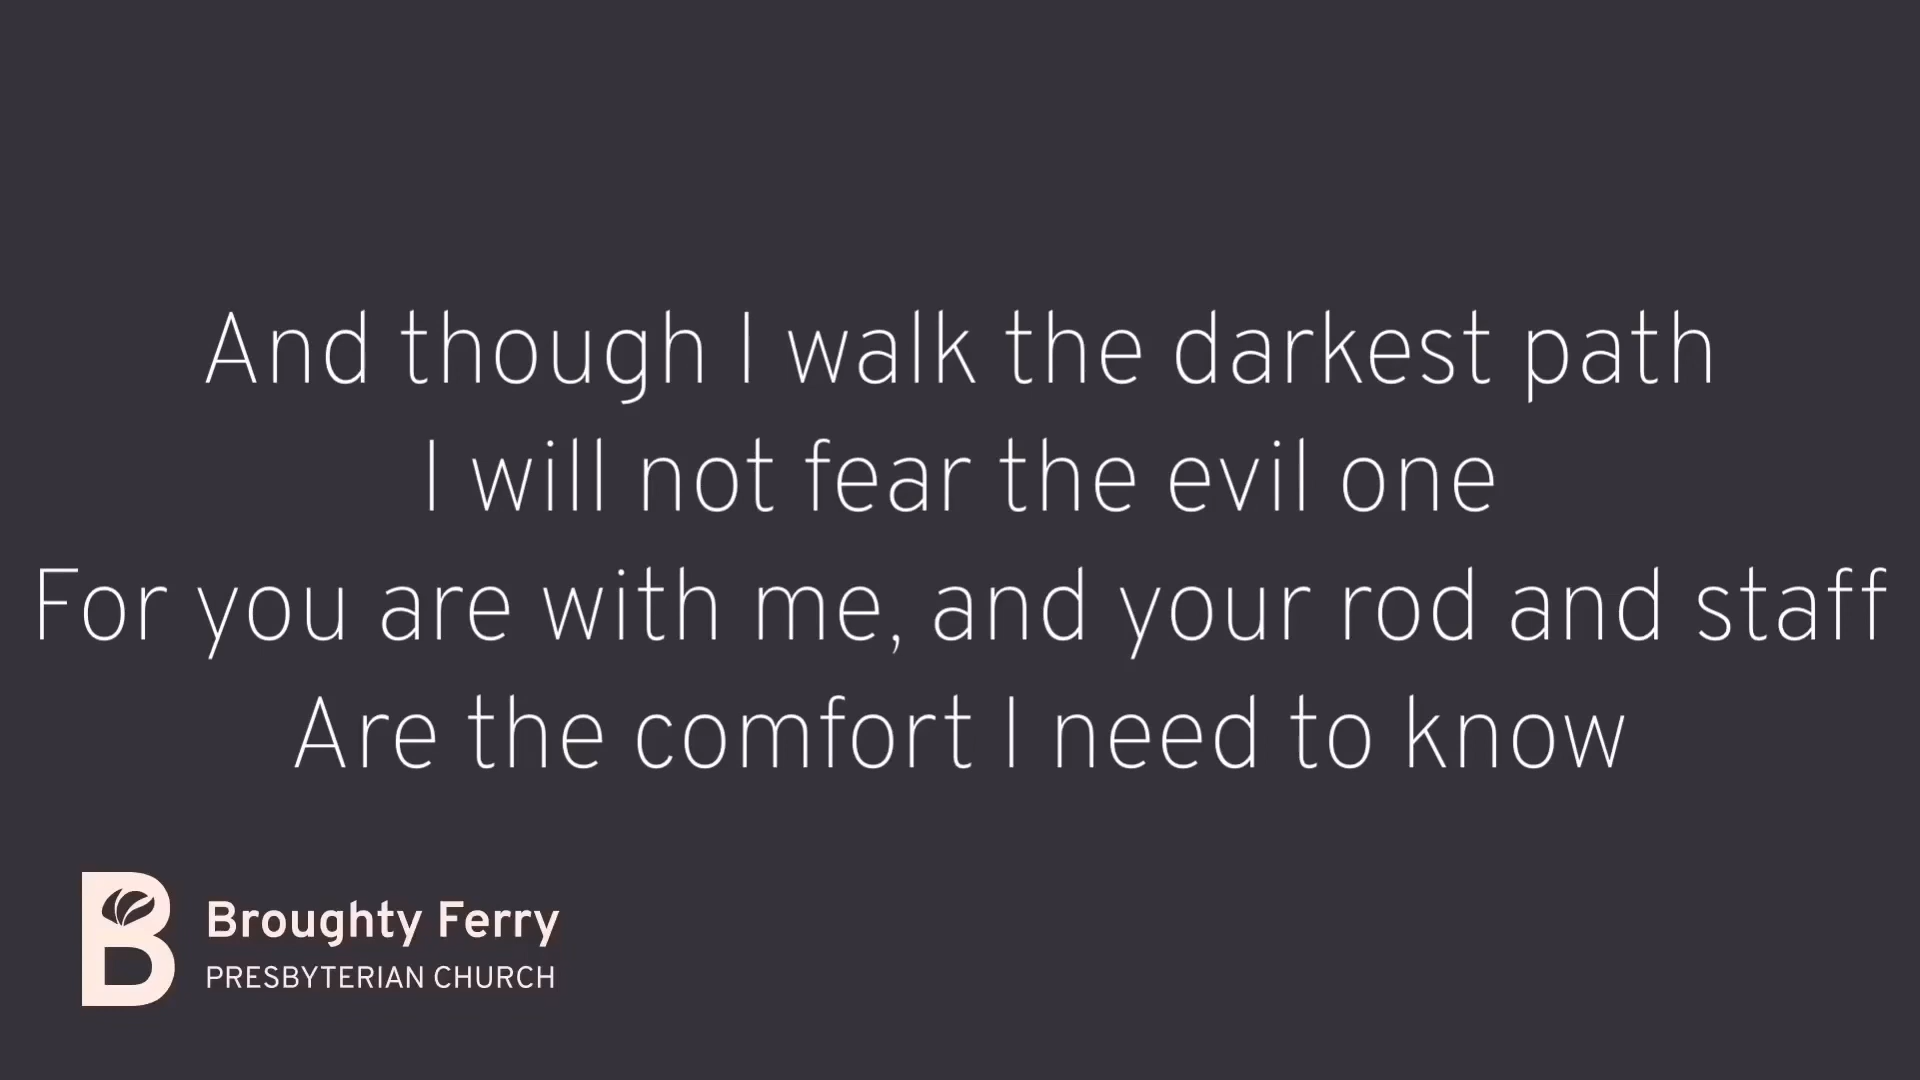 And though I walk the darkest path
I will not fear the evil one
For you are with me, and your rod and staff
Are the comfort I need to know
Broughty Ferry
PRESBYTERIAN CHURCH